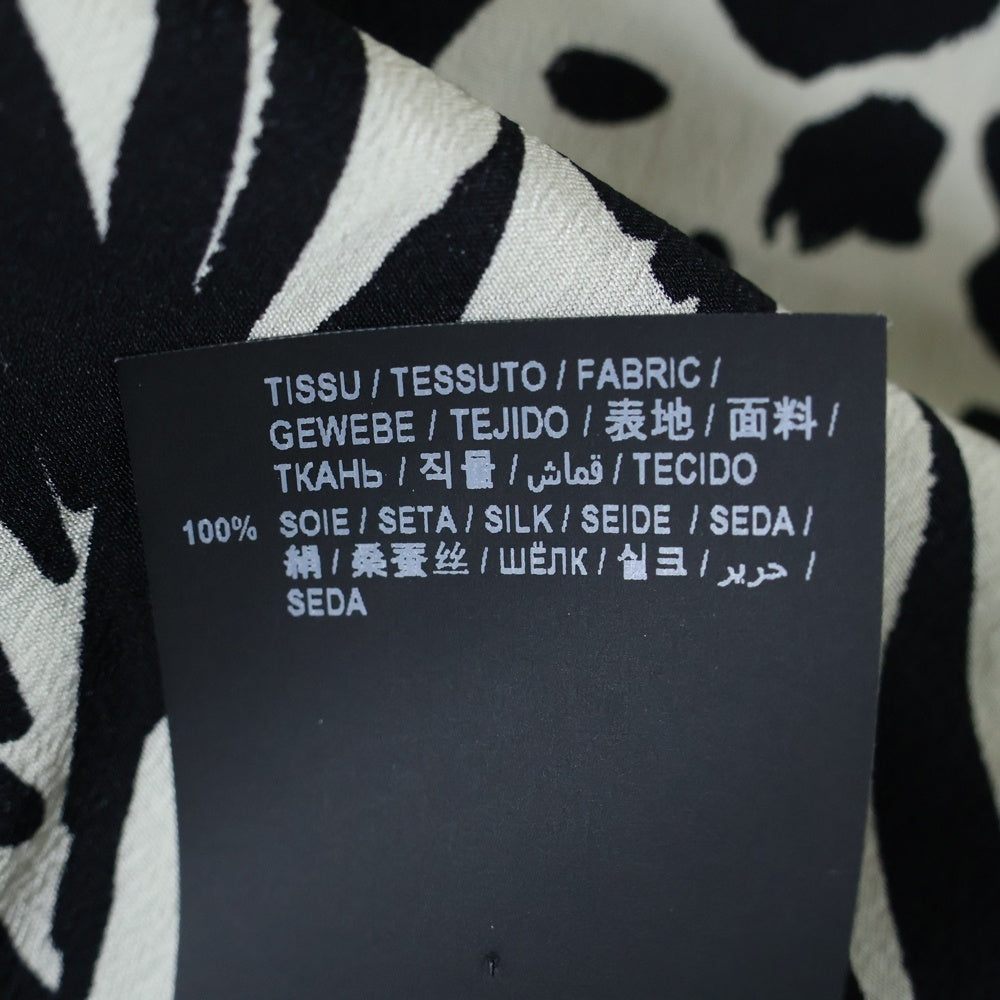 TISSU / TESSUTO / FABRIC /
GEWEBE / TEJIDO / 表地 / 面料 /
ТКАНЬ / 직물 / قماش / TECIDO
100% SOIE / SETA / SILK / SEIDE / SEDA /
絹 / 桑蚕丝 / ШЁЛК / 실크 / حرير /
SEDA